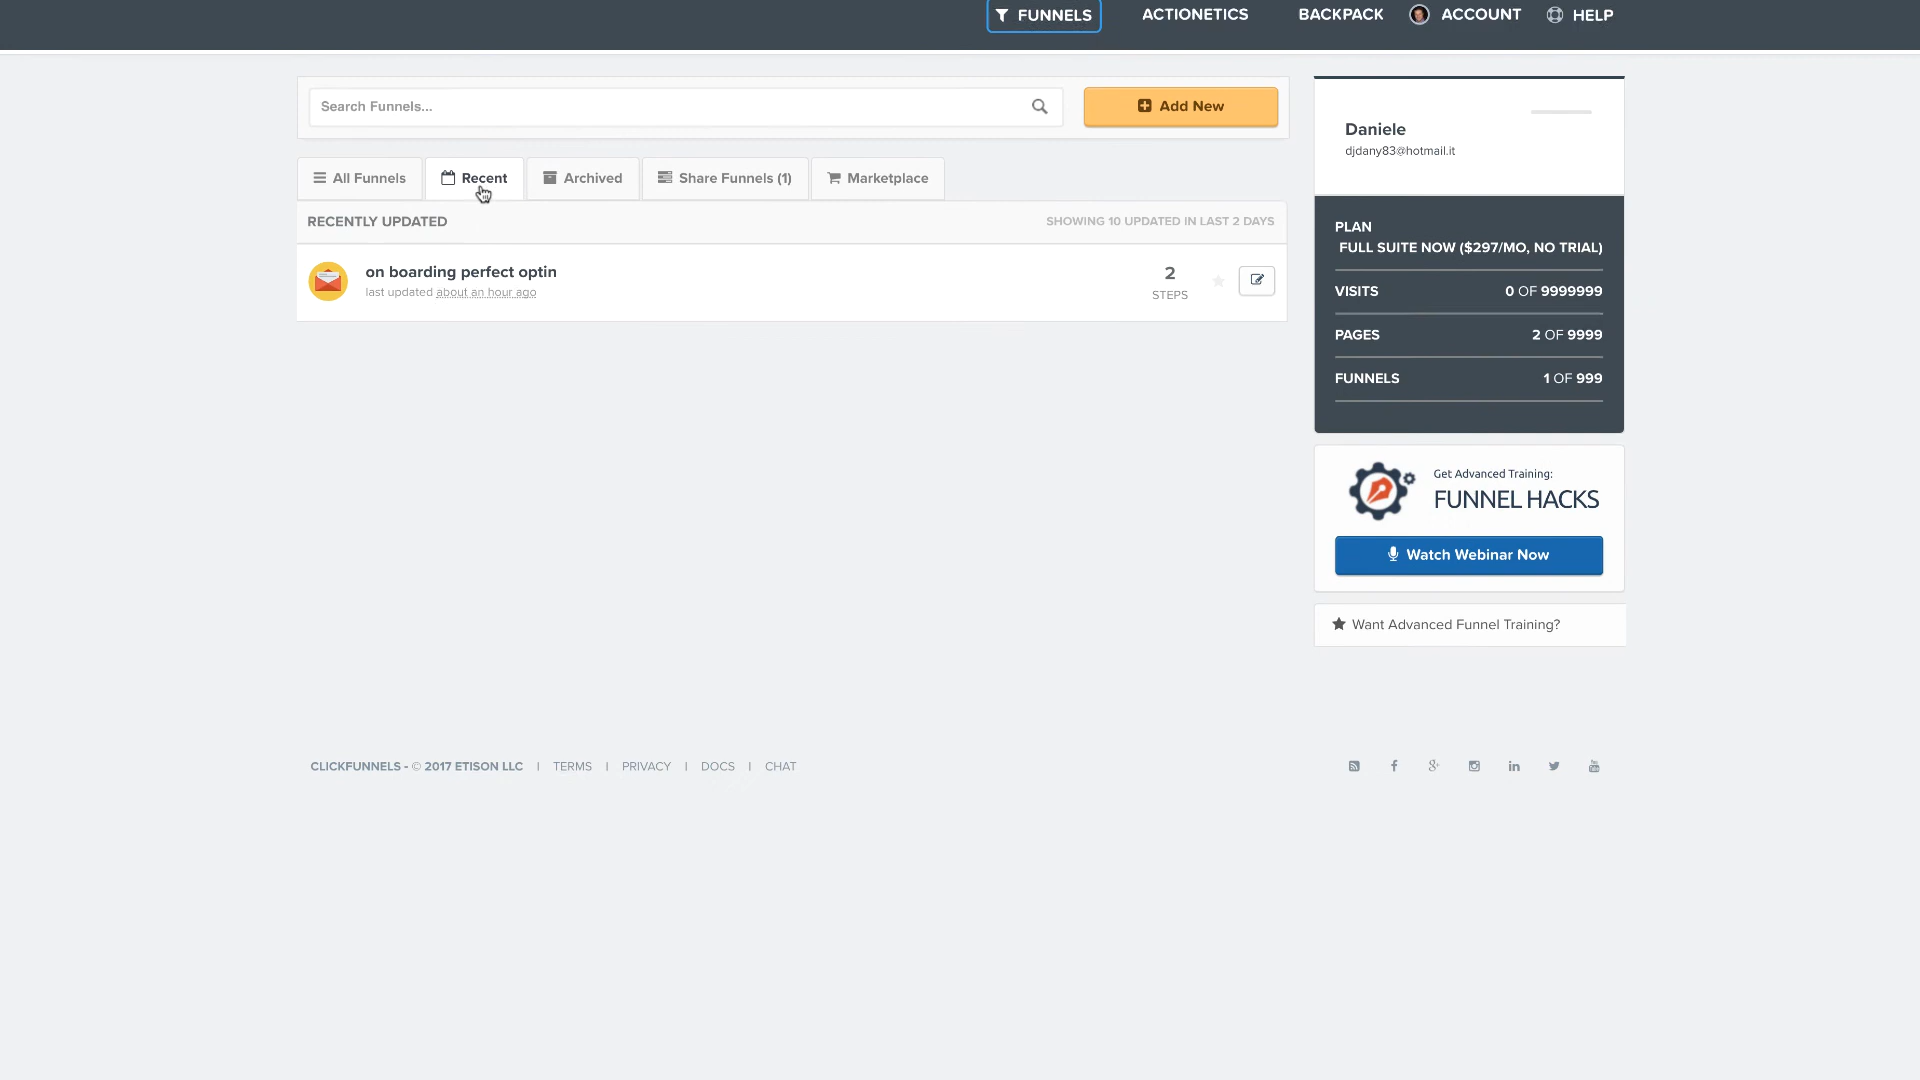 FUNNELS ACTIONETICS BACKPACK ACCOUNT HELP
Search Funnels...
Add New
All Funnels Recent Archived Share Funnels (1) Marketplace
RECENTLY UPDATED SHOWING 10 UPDATED IN LAST 2 DAYS
on boarding perfect optin
last updated about an hour ago
2
STEPS
Daniele
djdany83@hotmail.it
PLAN
FULL SUITE NOW ($297/MO, NO TRIAL)
VISITS 0 OF 9999999
PAGES 2 OF 9999
FUNNELS 1 OF 999
Get Advanced Training:
FUNNEL HACKS
Watch Webinar Now
Want Advanced Funnel Training?
CLICKFUNNELS - © 2017 ETISON LLC | TERMS | PRIVACY | DOCS | CHAT